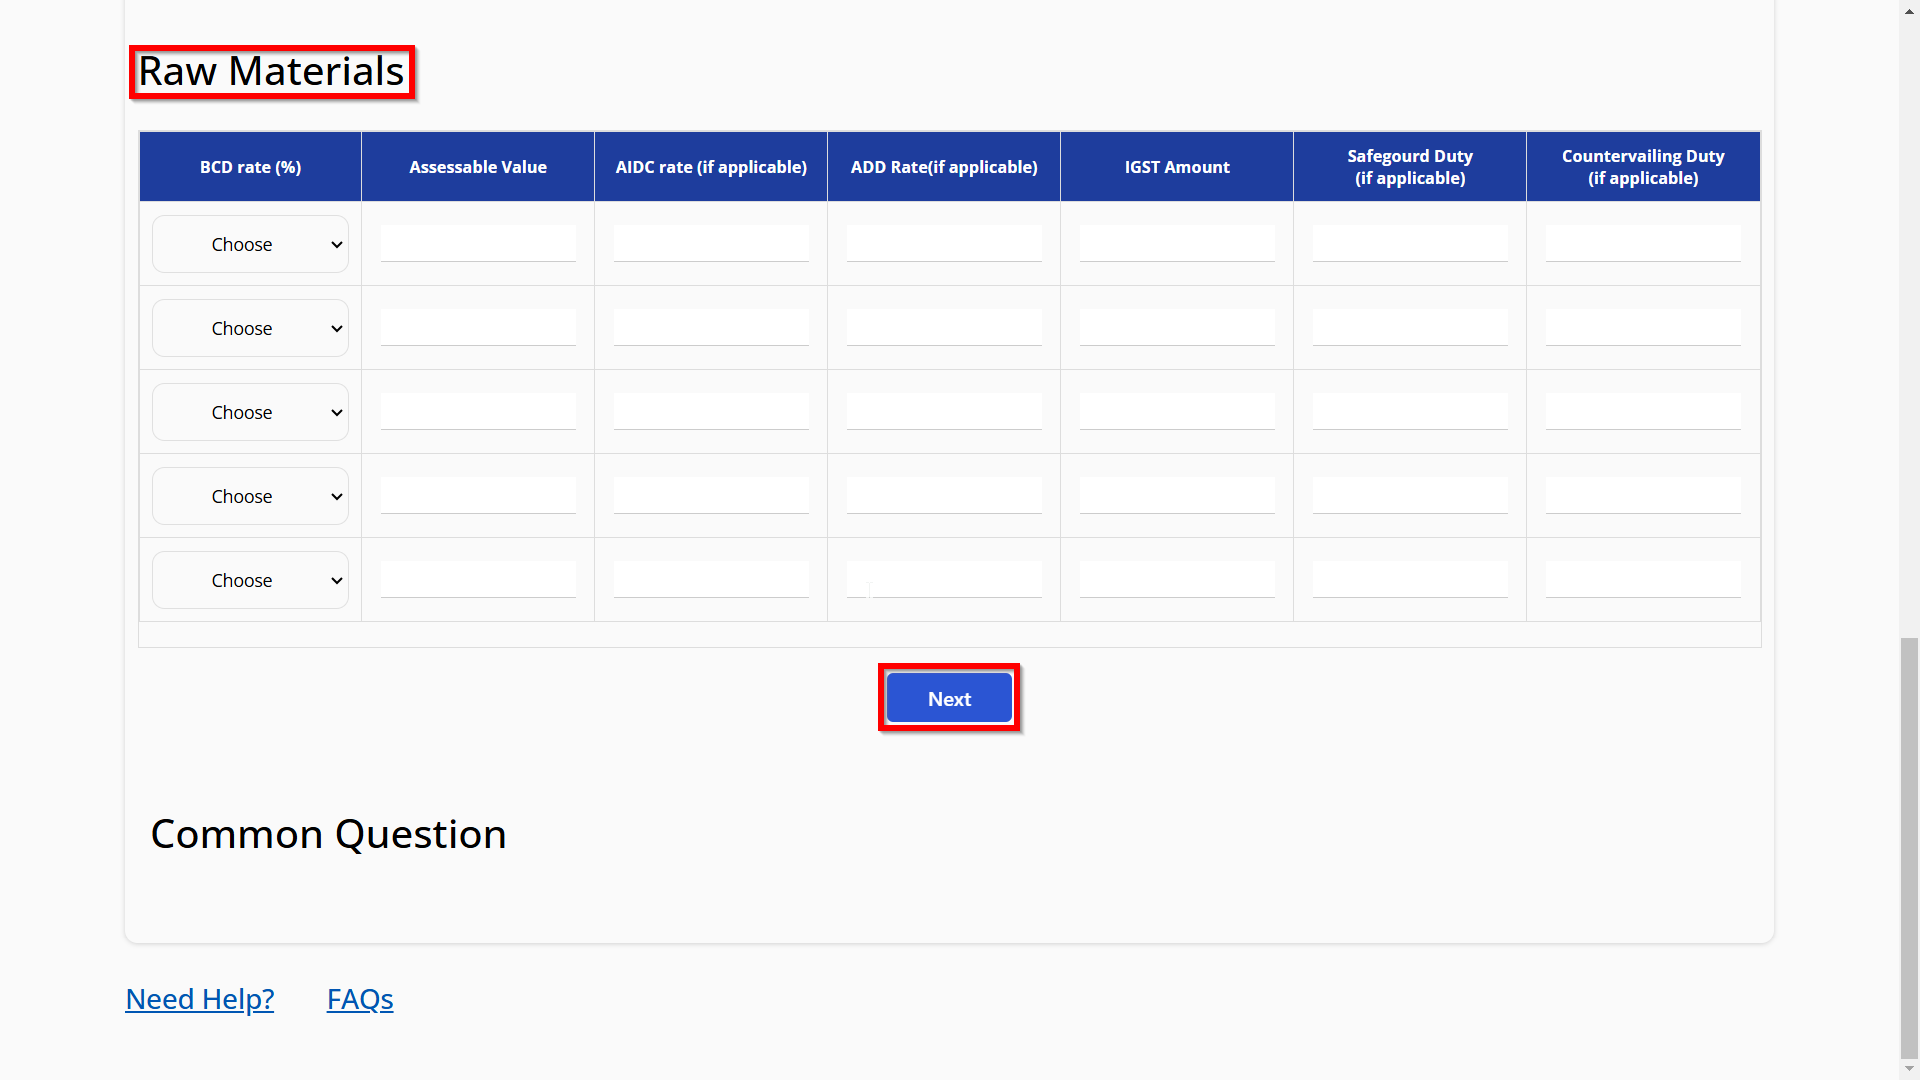 Raw Materials
BCD rate (%) Assessable Value AIDC rate (if applicable) ADD Rate(if applicable) IGST Amount Safegourd Duty (if applicable) Countervailing Duty (if applicable)
Choose
Choose
Choose
Choose
Choose
Next
Common Question
Need Help? FAQs